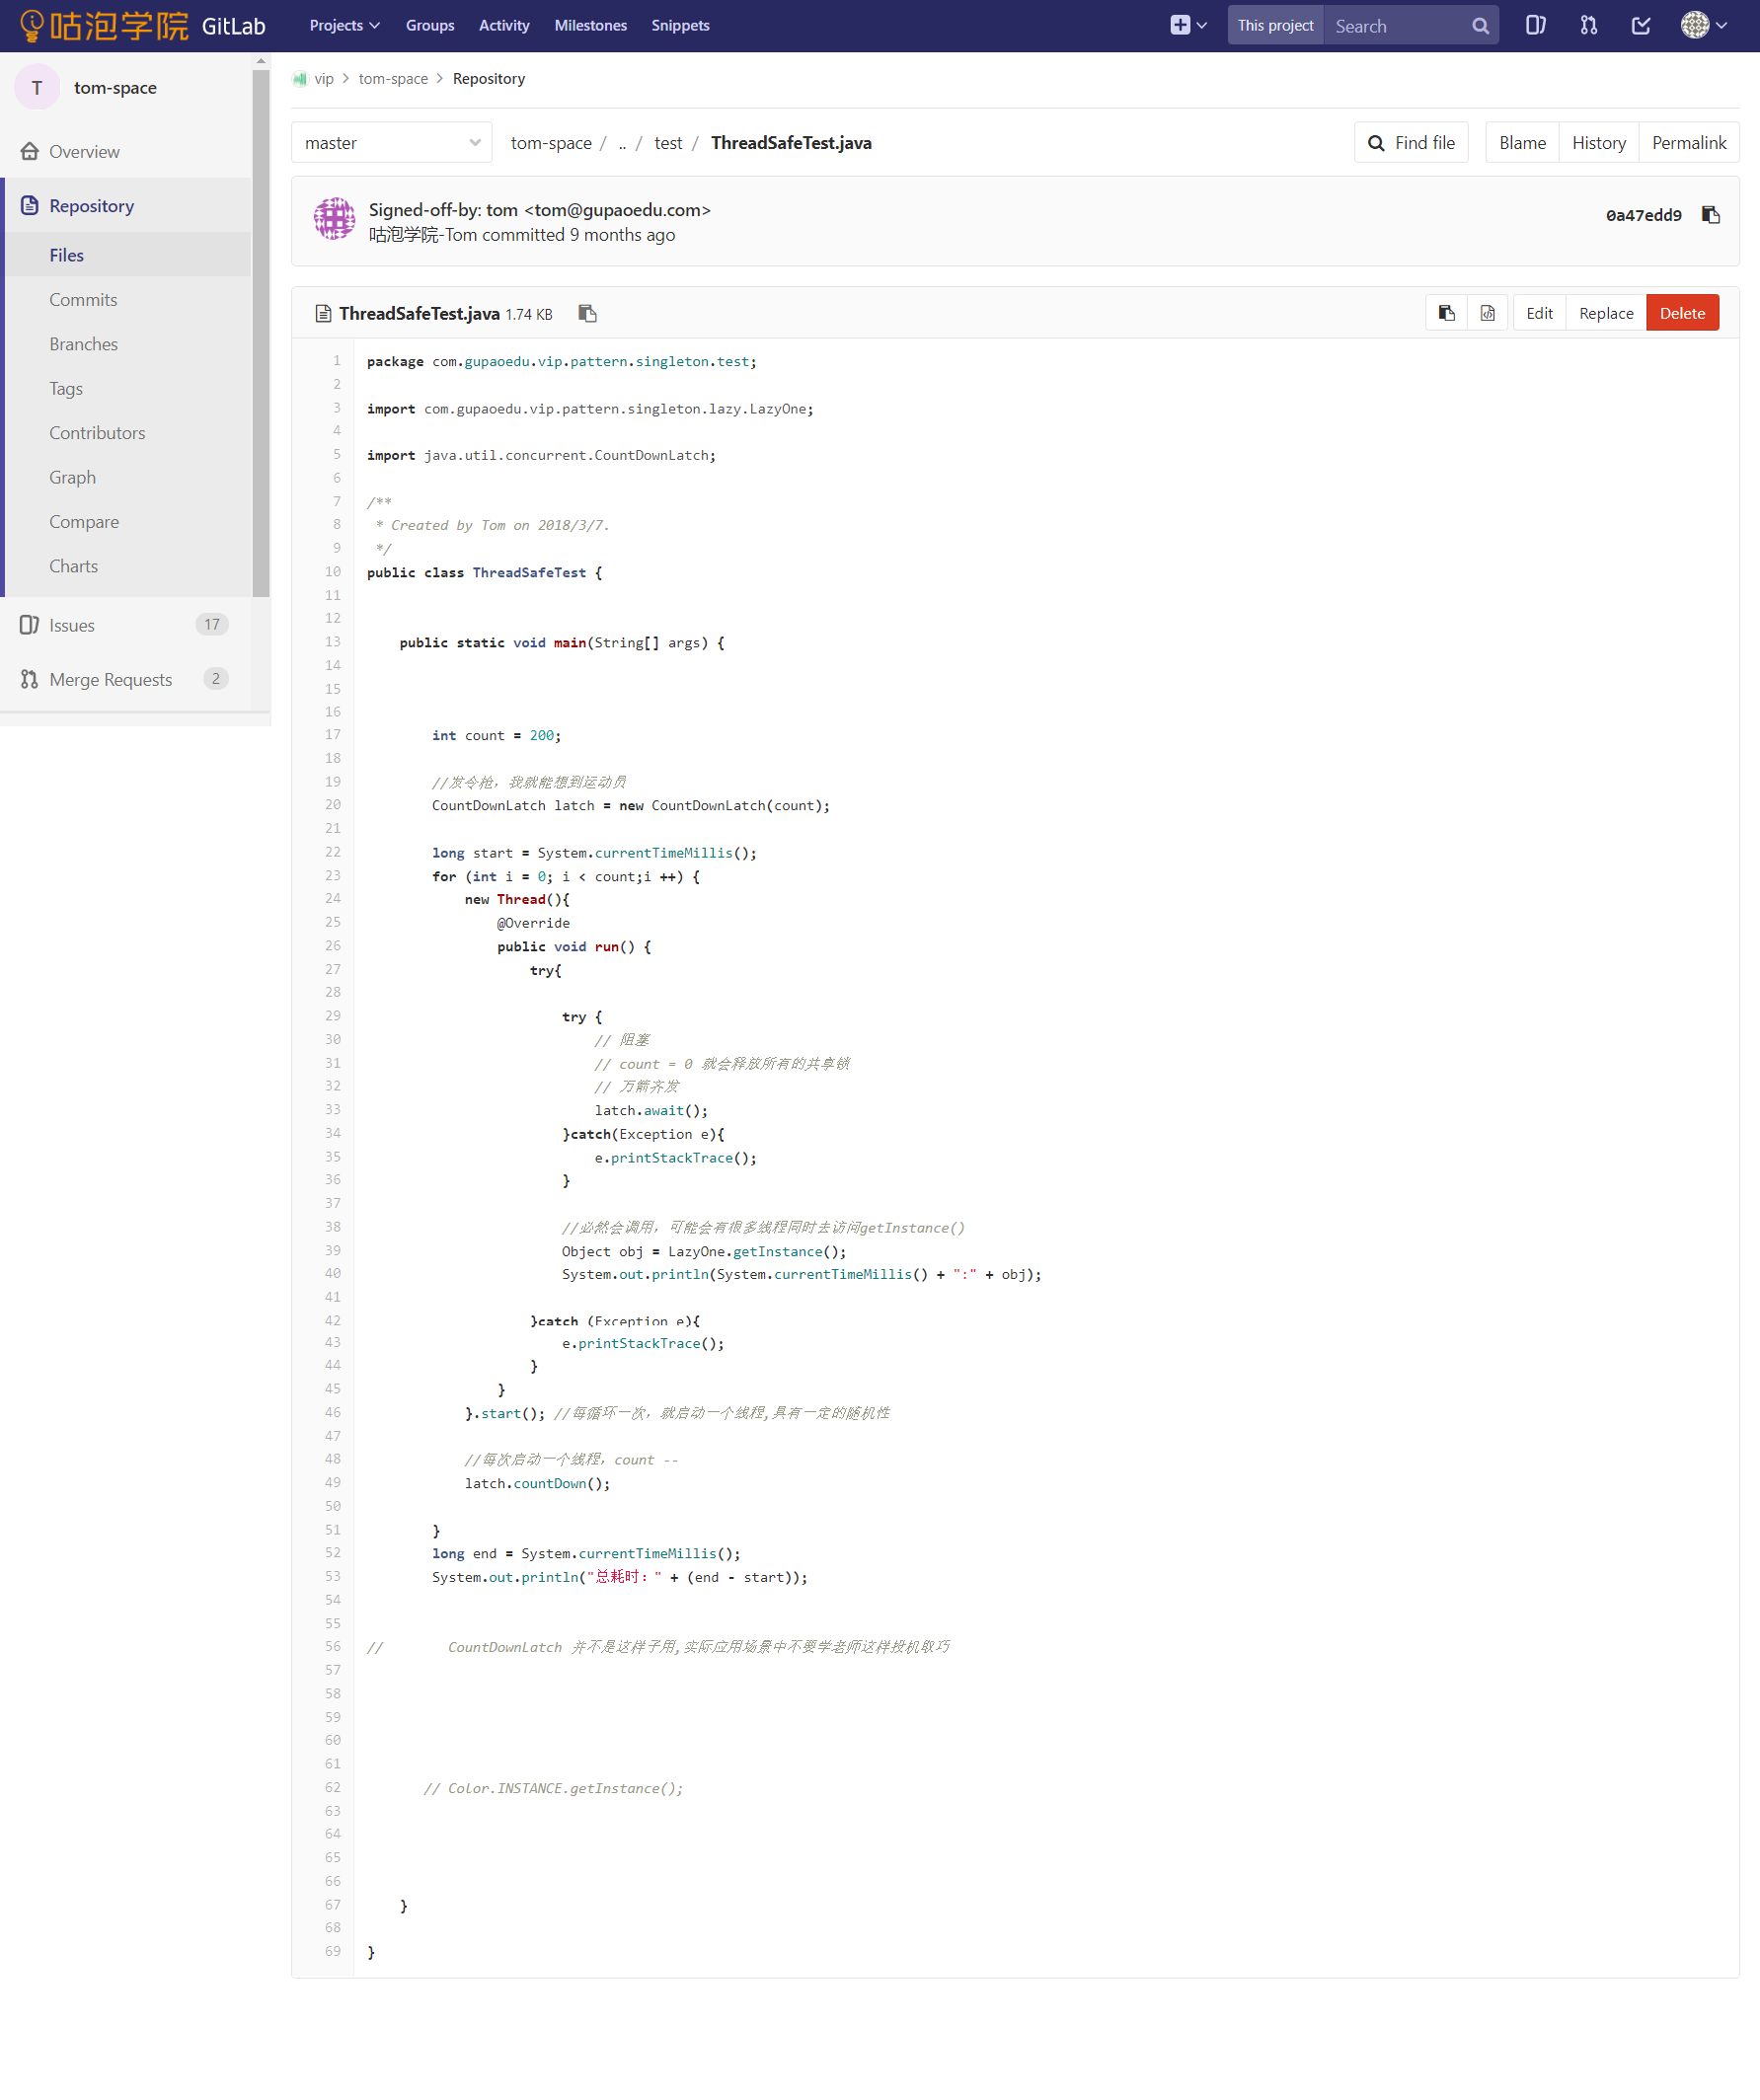 咕泡学院 GitLab Projects Groups Activity Milestones Snippets This project Search
T tom-space
Overview
Repository
Files
Commits
Branches
Tags
Contributors
Graph
Compare
Charts
Issues 17
Merge Requests 2
vip > tom-space > Repository
master tom-space / .. / test / ThreadSafeTest.java Find file Blame History Permalink
Signed-off-by: tom <tom@gupaoedu.com> 0a47edd9
咕泡学院-Tom committed 9 months ago
ThreadSafeTest.java 1.74 KB Edit Replace Delete
1 package com.gupaoedu.vip.pattern.singleton.test;
2
3 import com.gupaoedu.vip.pattern.singleton.lazy.LazyOne;
4
5 import java.util.concurrent.CountDownLatch;
6
7 /**
8 * Created by Tom on 2018/3/7.
9 */
10 public class ThreadSafeTest {
11
12
13 public static void main(String[] args) {
14
15
16
17 int count = 200;
18
19 //发令枪，我就能想到运动员
20 CountDownLatch latch = new CountDownLatch(count);
21
22 long start = System.currentTimeMillis();
23 for (int i = 0; i < count;i ++) {
24 new Thread(){
25 @Override
26 public void run() {
27 try{
28
29 try {
30 // 阻塞
31 // count = 0 就会释放所有的共享锁
32 // 万箭齐发
33 latch.await();
34 }catch(Exception e){
35 e.printStackTrace();
36 }
37
38 //必然会调用，可能会有很多线程同时去访问getInstance()
39 Object obj = LazyOne.getInstance();
40 System.out.println(System.currentTimeMillis() + ":" + obj);
41
42 }catch (Exception e){
43 e.printStackTrace();
44 }
45 }
46 }.start(); //每循环一次，就启动一个线程,具有一定的随机性
47
48 //每次启动一个线程，count --
49 latch.countDown();
50
51 }
52 long end = System.currentTimeMillis();
53 System.out.println("总耗时：" + (end - start));
54
55
56 // CountDownLatch 并不是这样子用,实际应用场景中不要学老师这样投机取巧
57
58
59
60
61
62 // Color.INSTANCE.getInstance();
63
64
65
66
67 }
68
69 }